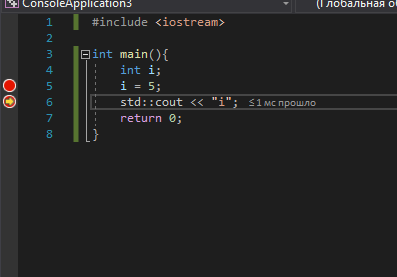 ConsoleApplication3 (Глобальная об
1 #include <iostream>
2
3 int main(){
4 int i;
5 i = 5;
6 std::cout << "i"; ≤1 мс прошло
7 return 0;
8 }